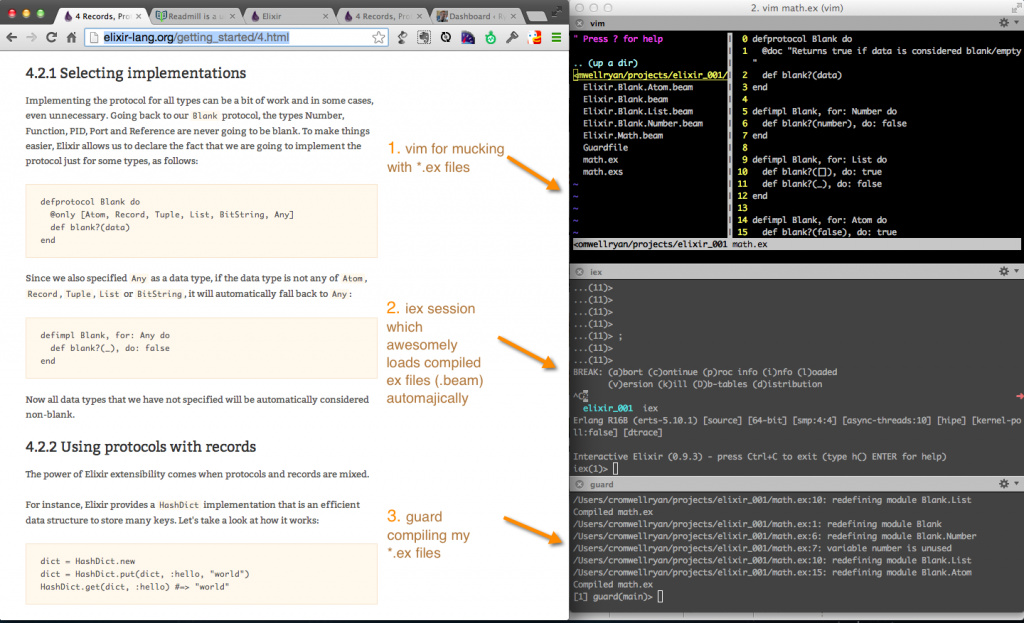 4 Records, Pro
Readmill is a u
Elixir
4 Records, Prot
Dashboard ‹ R
elixir-lang.org/getting_started/4.html
4.2.1 Selecting implementations
Implementing the protocol for all types can be a bit of work and in some cases,
even unnecessary. Going back to our Blank protocol, the types Number,
Function, PID, Port and Reference are never going to be blank. To make things
easier, Elixir allows us to declare the fact that we are going to implement the
protocol just for some types, as follows:
defprotocol Blank do
@only [Atom, Record, Tuple, List, BitString, Any]
def blank?(data)
end
Since we also specified Any as a data type, if the data type is not any of Atom,
Record, Tuple, List or BitString, it will automatically fall back to Any:
defimpl Blank, for: Any do
def blank?(_), do: false
end
Now all data types that we have not specified will be automatically considered
non-blank.
4.2.2 Using protocols with records
The power of Elixir extensibility comes when protocols and records are mixed.
For instance, Elixir provides a HashDict implementation that is an efficient
data structure to store many keys. Let's take a look at how it works:
dict = HashDict.new
dict = HashDict.put(dict, :hello, "world")
HashDict.get(dict, :hello) #=> "world"
1. vim for mucking
with *.ex files
2. iex session
which
awesomely
loads compiled
ex files (.beam)
automajically
3. guard
compiling my
*.ex files
2. vim math.ex (vim)
vim
" Press ? for help
.. (up a dir)
<mwellryan/projects/elixir_001/
Elixir.Blank.Atom.beam
Elixir.Blank.beam
Elixir.Blank.List.beam
Elixir.Blank.Number.beam
Elixir.Math.beam
Guardfile
math.ex
math.exs
~
~
~
~
~
0 defprotocol Blank do
1 @doc "Returns true if data is considered blank/empty
"
2 def blank?(data)
3 end
4
5 defimpl Blank, for: Number do
6 def blank?(number), do: false
7 end
8
9 defimpl Blank, for: List do
10 def blank?([]), do: true
11 def blank?(_), do: false
12 end
13
14 defimpl Blank, for: Atom do
15 def blank?(false), do: true
<omwellryan/projects/elixir_001 math.ex
iex
...(11)>
...(11)>
...(11)>
...(11)>
...(11)> ;
...(11)>
...(11)>
BREAK: (a)bort (c)ontinue (p)roc info (i)nfo (l)oaded
(v)ersion (k)ill (D)b-tables (d)istribution
^C%
elixir_001 iex
Erlang R16B (erts-5.10.1) [source] [64-bit] [smp:4:4] [async-threads:10] [hipe] [kernel-po
ll:false] [dtrace]
Interactive Elixir (0.9.3) - press Ctrl+C to exit (type h() ENTER for help)
iex(1)>
guard
/Users/cromwellryan/projects/elixir_001/math.ex:10: redefining module Blank.List
Compiled math.ex
/Users/cromwellryan/projects/elixir_001/math.ex:1: redefining module Blank
/Users/cromwellryan/projects/elixir_001/math.ex:6: redefining module Blank.Number
/Users/cromwellryan/projects/elixir_001/math.ex:7: variable number is unused
/Users/cromwellryan/projects/elixir_001/math.ex:10: redefining module Blank.List
/Users/cromwellryan/projects/elixir_001/math.ex:15: redefining module Blank.Atom
Compiled math.ex
[1] guard(main)>